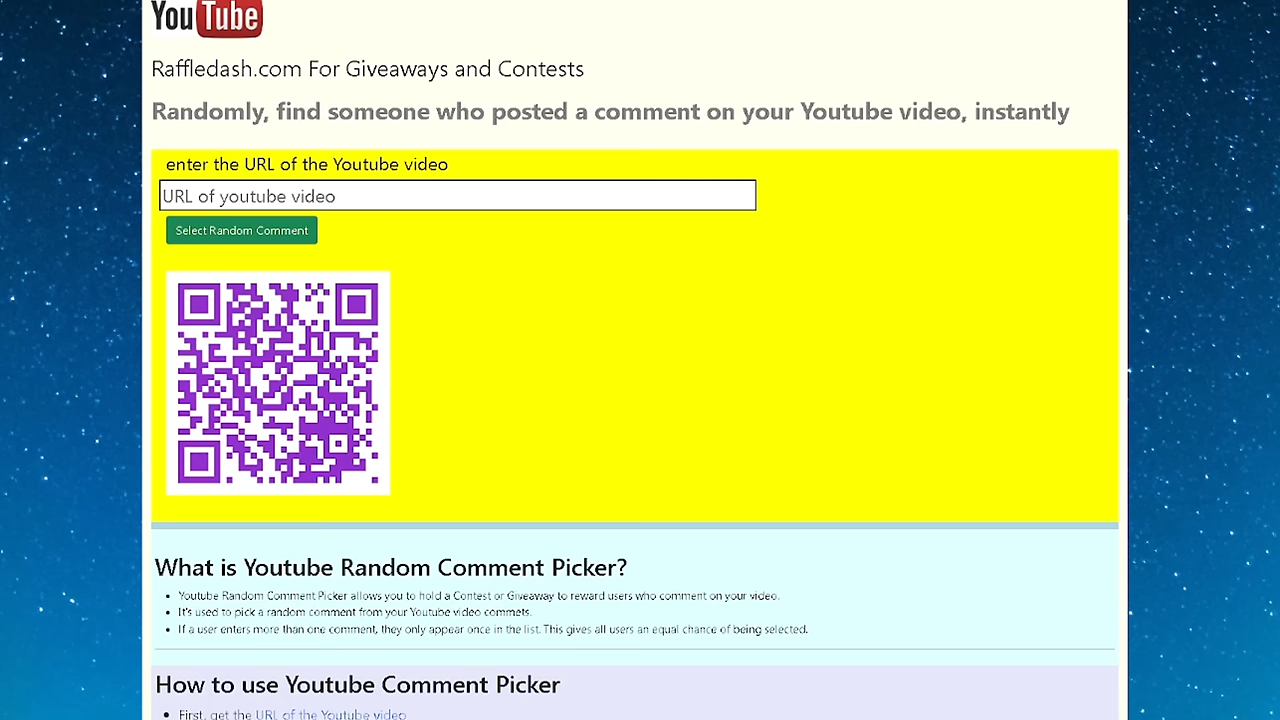 YouTube
Raffledash.com For Giveaways and Contests
Randomly, find someone who posted a comment on your Youtube video, instantly
enter the URL of the Youtube video
URL of youtube video
Select Random Comment
What is Youtube Random Comment Picker?
Youtube Random Comment Picker allows you to hold a Contest or Giveaway to reward users who comment on your video.
It's used to pick a random comment from your Youtube video commets.
If a user enters more than one comment, they only appear once in the list. This gives all users an equal chance of being selected.
How to use Youtube Comment Picker
First, get the URL of the Youtube video